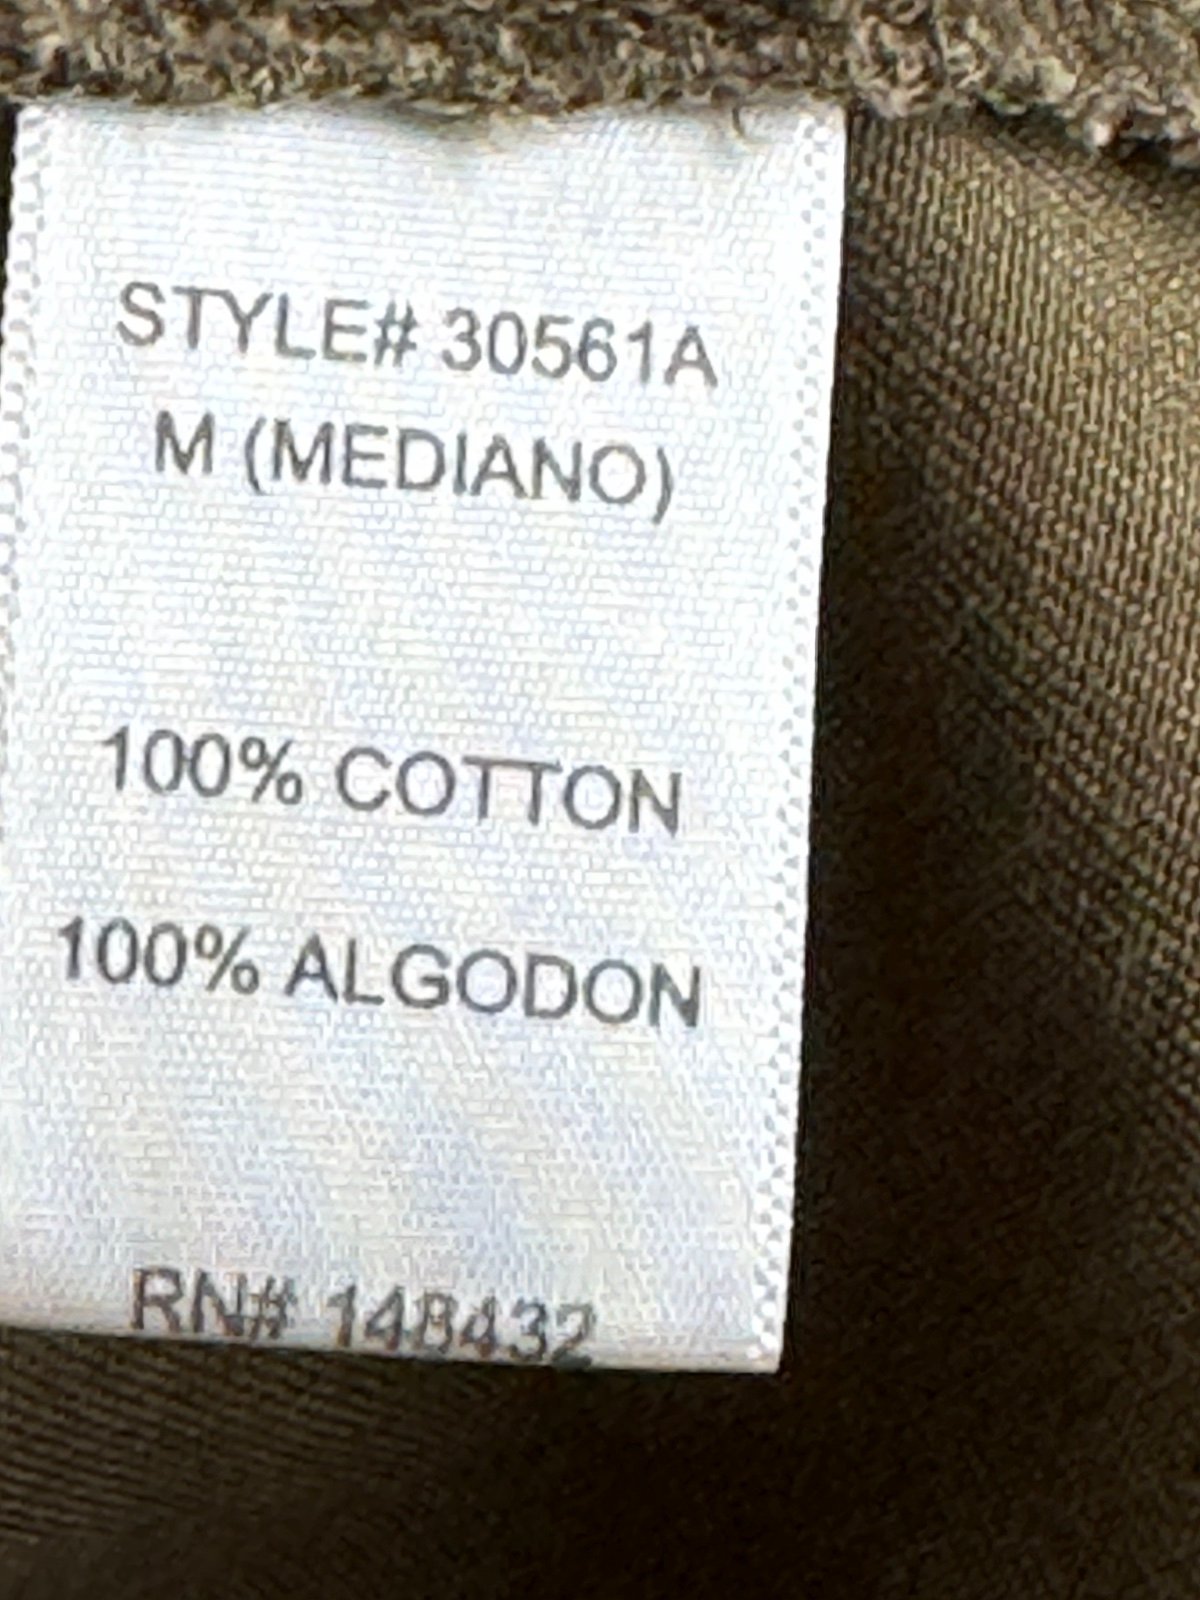 STYLE# 30561A
M (MEDIANO)
100% COTTON
100% ALGODON
RN# 148432